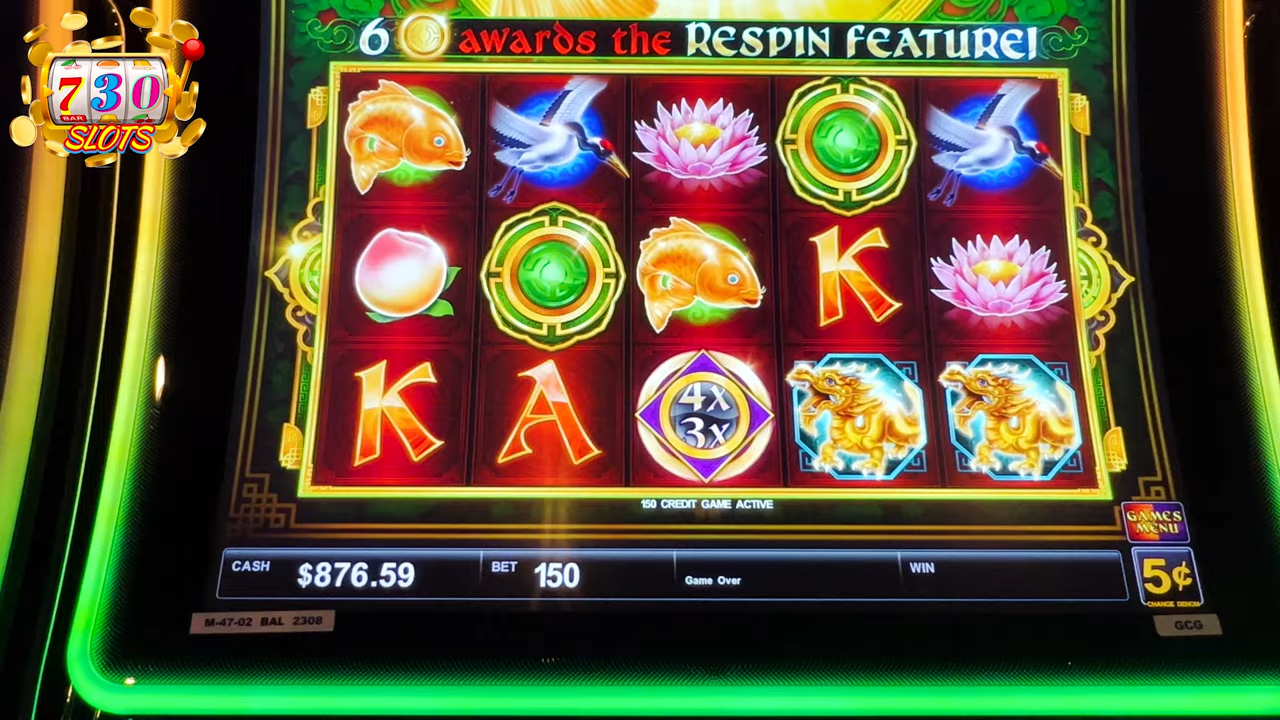 730
BAR
SLOTS
6 awards the RESPIN FEATURE!
K
K
A
4X
3X
150 CREDIT GAME ACTIVE
GAMES
MENU
CASH $876.59
BET 150
Game Over
WIN
5¢
CHANGE DENOM
M-47-02 BAL 2308
GCG